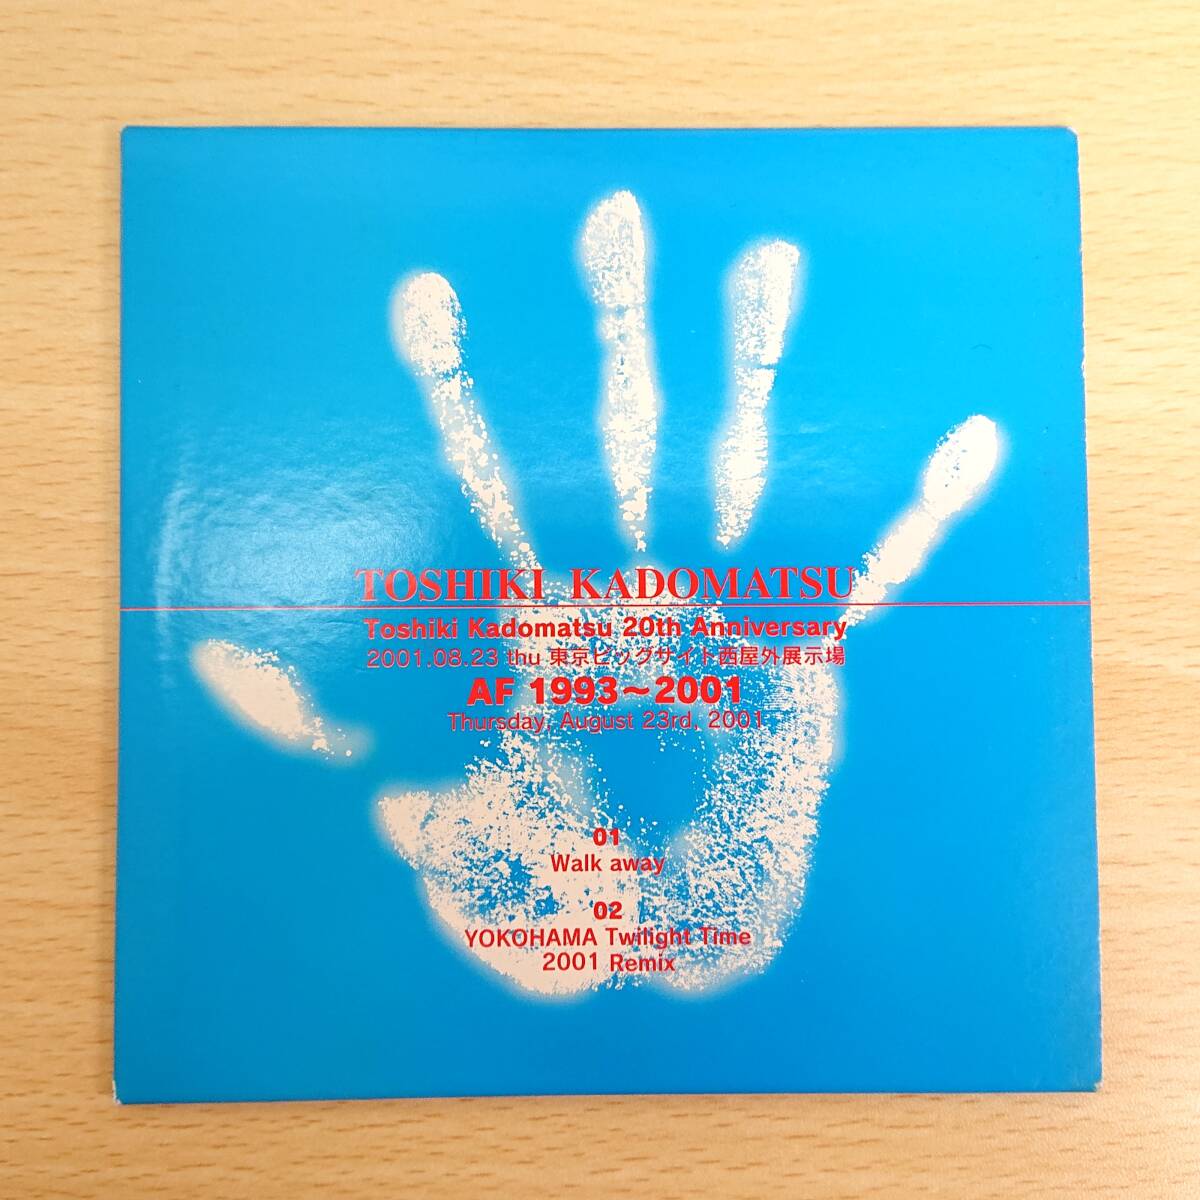 TOSHIKI KADOMATSU
Toshiki Kadomatsu 20th Anniversary
2001.08.23 thu 東京ビッグサイト西屋外展示場
AF 1993～2001
Thursday, August 23rd, 2001
01
Walk away
02
YOKOHAMA Twilight Time
2001 Remix